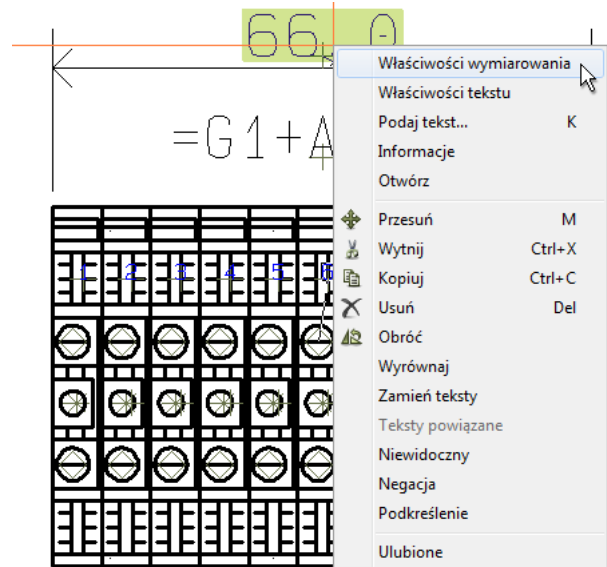 66,0
Właściwości wymiarowania
Właściwości tekstu
=G1+A
Podaj tekst... K
Informacje
Otwórz
Przesuń M
Wytnij Ctrl+X
1 2 3 4 5 6
Kopiuj Ctrl+C
Usuń Del
Obróć
Wyrównaj
Zamień teksty
Teksty powiązane
Niewidoczny
Negacja
Podkreślenie
Ulubione